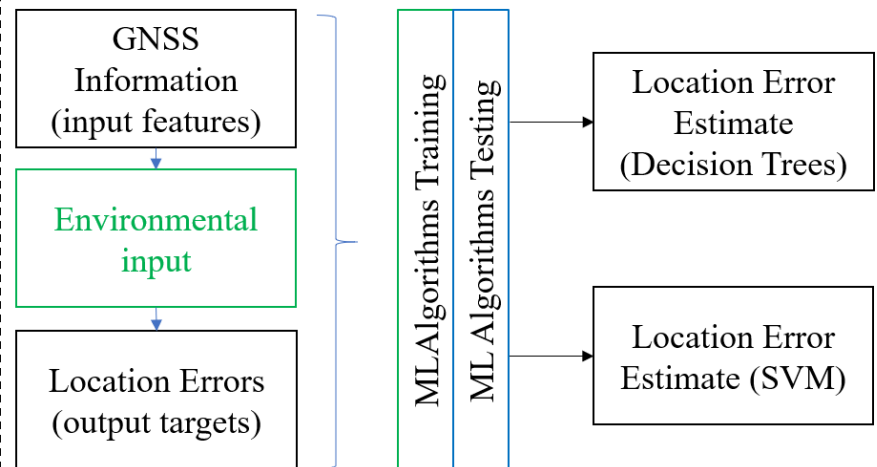 GNSS
Information
(input features)
Environmental
input
Location Errors
(output targets)
MLAlgorithms Training
ML Algorithms Testing
Location Error
Estimate
(Decision Trees)
Location Error
Estimate (SVM)